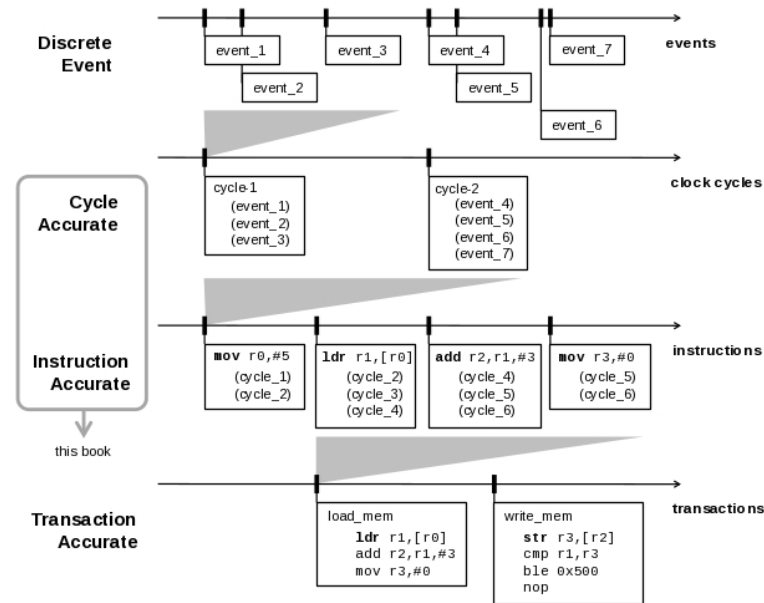 Discrete
Event
event_1
event_2
event_3
event_4
event_5
event_6
event_7
events
Cycle
Accurate
cycle-1
(event_1)
(event_2)
(event_3)
cycle-2
(event_4)
(event_5)
(event_6)
(event_7)
clock cycles
Instruction
Accurate
mov r0,#5
(cycle_1)
(cycle_2)
ldr r1,[r0]
(cycle_2)
(cycle_3)
(cycle_4)
add r2,r1,#3
(cycle_4)
(cycle_5)
(cycle_6)
mov r3,#0
(cycle_5)
(cycle_6)
instructions
this book
Transaction
Accurate
load_mem
ldr r1,[r0]
add r2,r1,#3
mov r3,#0
write_mem
str r3,[r2]
cmp r1,r3
ble 0x500
nop
transactions